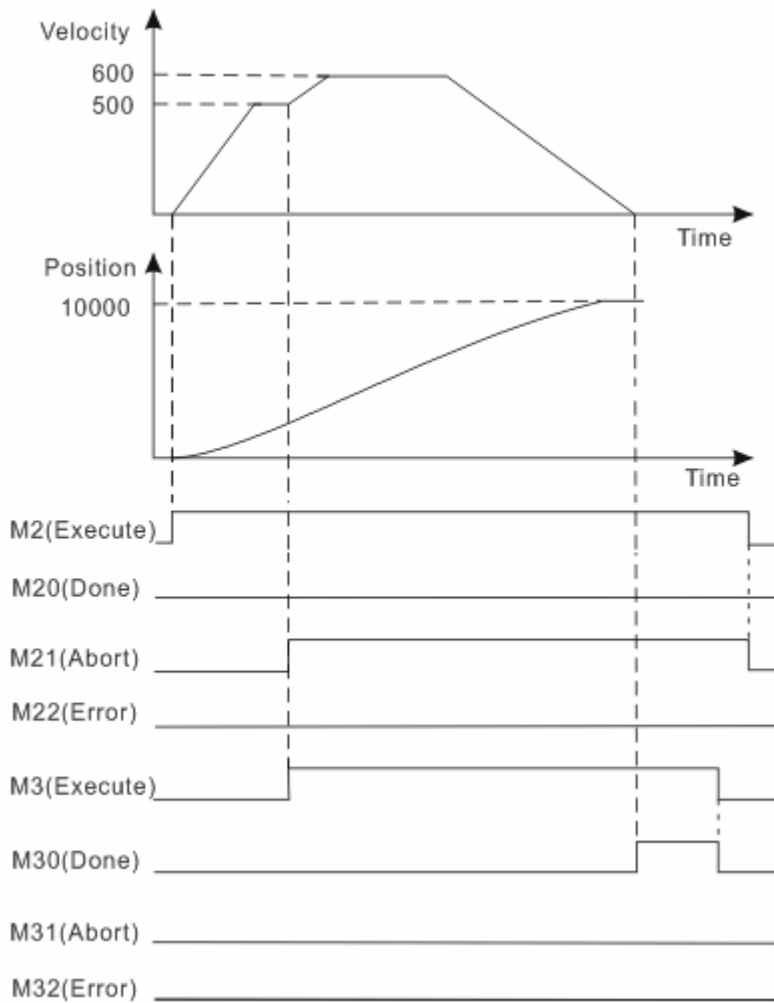 Velocity
600
500
Time
Position
10000
Time
M2(Execute)
M20(Done)
M21(Abort)
M22(Error)
M3(Execute)
M30(Done)
M31(Abort)
M32(Error)